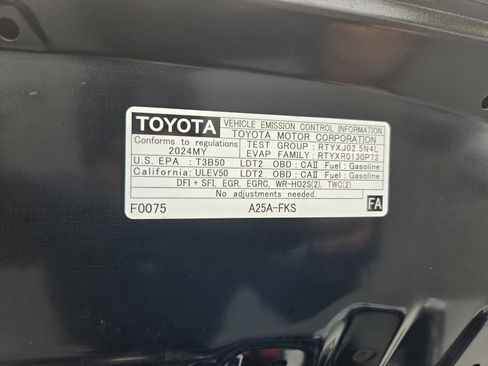 TOYOTA VEHICLE EMISSION CONTROL INFORMATION
TOYOTA MOTOR CORPORATION
Conforms to regulations
2024MY
TEST GROUP : RTYXJ02.5N4L
EVAP FAMILY : RTYXR0130P72
U.S. EPA : T3B50 LDT2 OBD : CAII Fuel : Gasoline
California: ULEV50 LDT2 OBD : CAII Fuel : Gasoline
DFI + SFI, EGR, EGRC, WR-HO2S(2), TWC(2)
No adjustments needed.
F0075 A25A-FKS FA